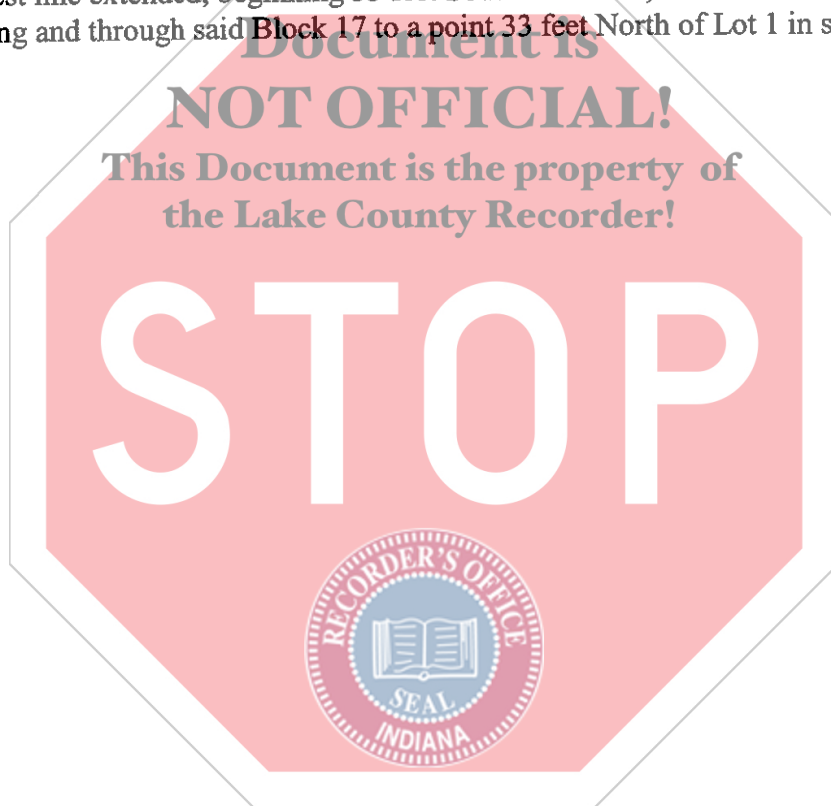 ng and through said Block 17 to a point 33 feet North of Lot 1 in s
Document is
NOT OFFICIAL!
This Document is the property of
the Lake County Recorder!
STOP
RECORDER'S OFFICE
SEAL
INDIANA